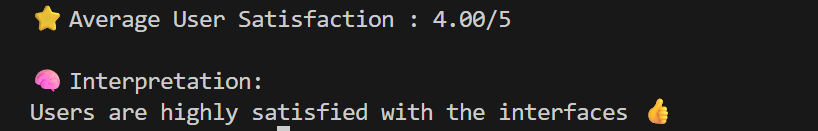 ⭐ Average User Satisfaction : 4.00/5
🧠 Interpretation:
Users are highly satisfied with the interfaces 👍